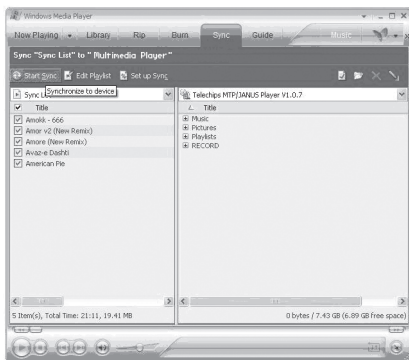 Windows Media Player
Now Playing Library Rip Burn Sync Guide Music
Sync "Sync List" to " Multimedia Player"
Start Sync Edit Playlist Set up Sync
Synchronize to device
Telechips MTP/JANUS Player V1.0.7
Title
Title
Amokk - 666
Amor v2 (New Remix)
Amore (New Remix)
Avaz-e Dashti
American Pie
Music
Pictures
Playlists
RECORD
5 Item(s), Total Time: 21:11, 19.41 MB
0 bytes / 7.43 GB (6.89 GB free space)